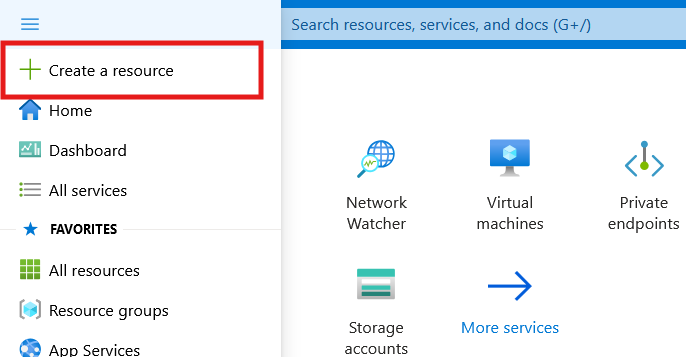 Search resources, services, and docs (G+/)
Create a resource
Home
Dashboard
All services
FAVORITES
All resources
Resource groups
App Services
Network
Watcher
Virtual
machines
Private
endpoints
Storage
accounts
More services